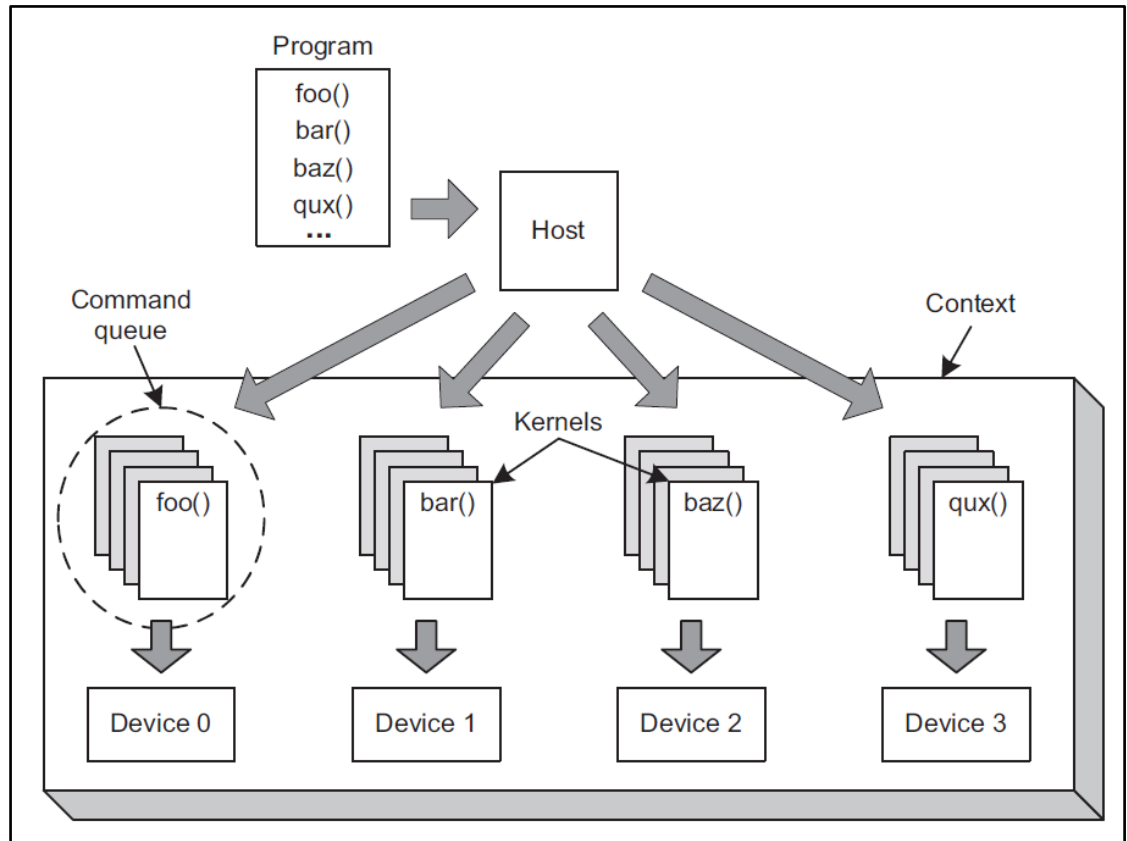 Program
foo()
bar()
baz()
qux()
...
Host
Command
queue
Context
Kernels
foo()
bar()
baz()
qux()
Device 0
Device 1
Device 2
Device 3